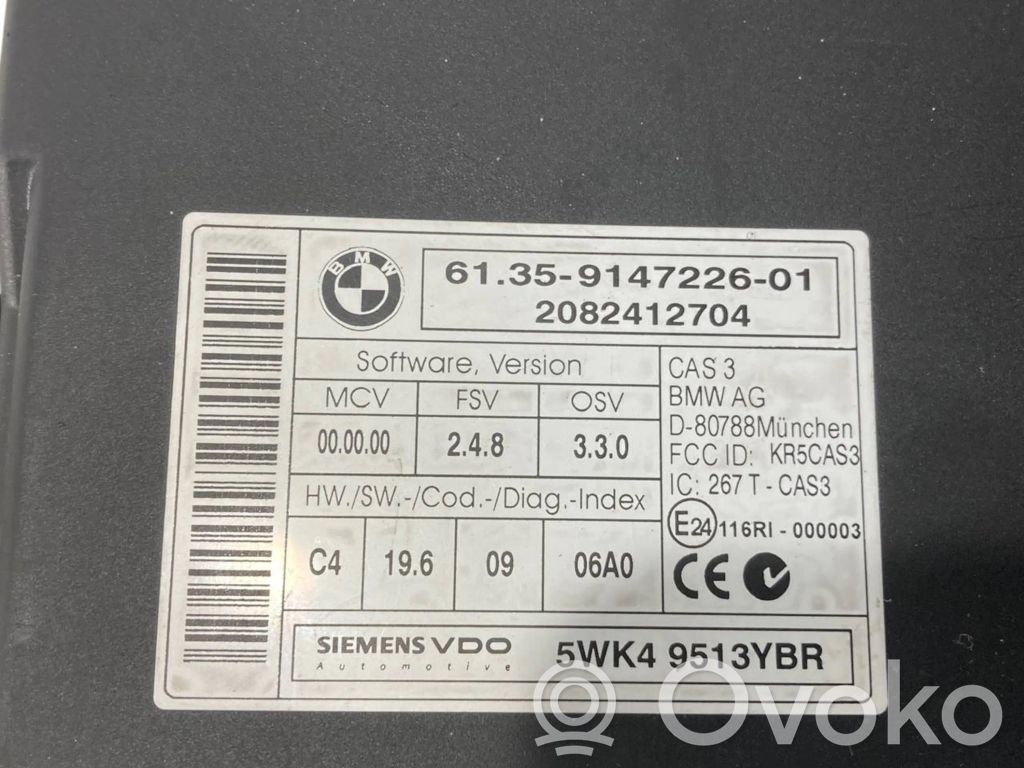 BMW
61.35-9147226-01
2082412704
Software, Version
MCV FSV OSV
00.00.00 2.4.8 3.3.0
HW./SW.-/Cod.-/Diag.-Index
C4 19.6 09 06A0
CAS 3
BMW AG
D-80788München
FCC ID: KR5CAS3
IC: 267 T - CAS3
E24 116RI - 000003
CE
SIEMENS VDO
Automotive
5WK4 9513YBR
Ovoko